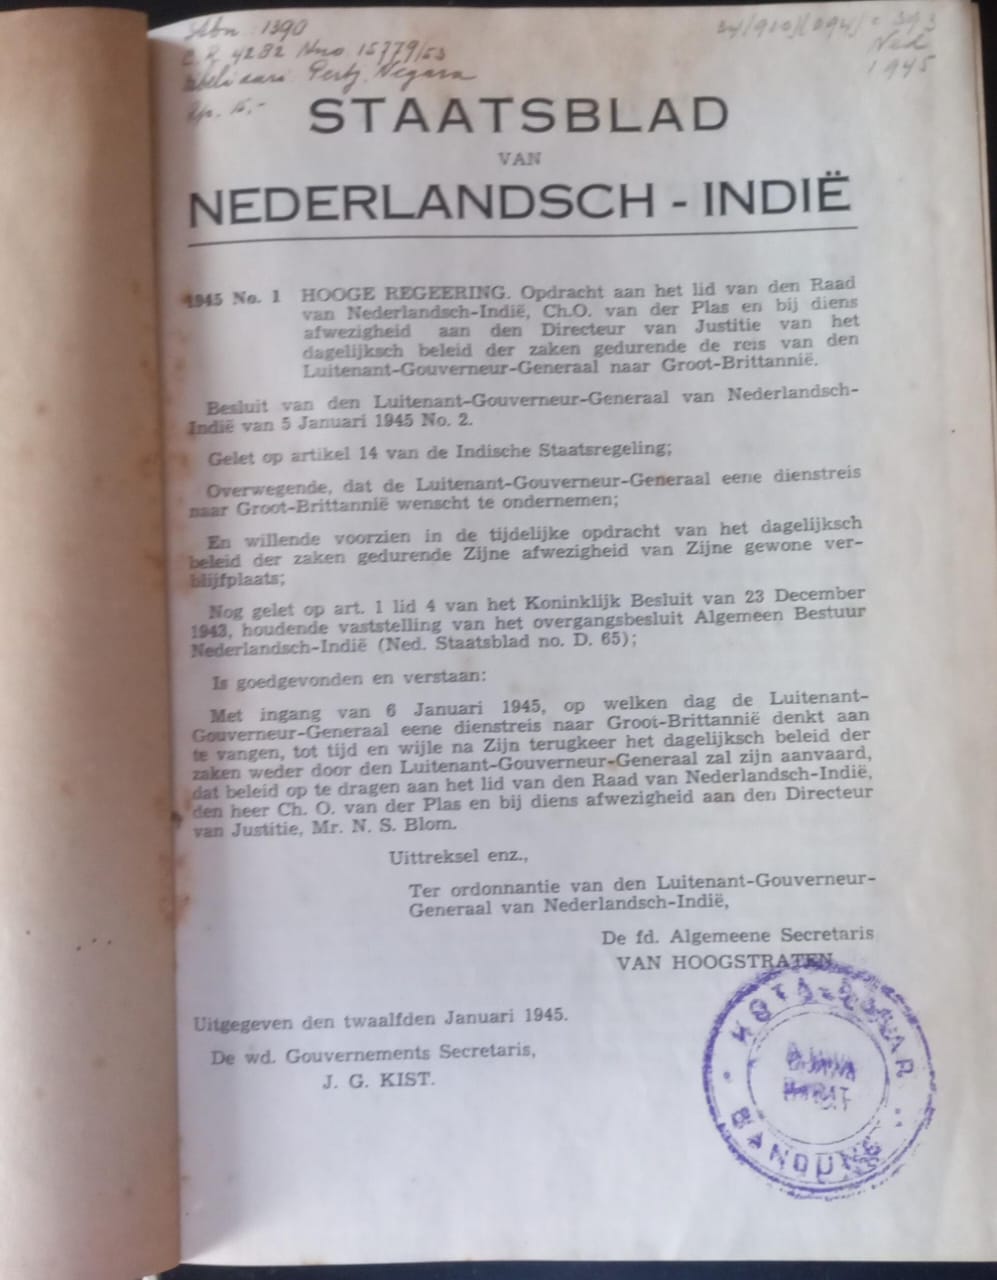 1390
4282 15779/53
Negara
1945
STAATSBLAD
VAN
NEDERLANDSCH - INDIË
1945 No. 1 HOOGE REGEERING. Opdracht aan het lid van den Raad
van Nederlandsch-Indië, Ch.O. van der Plas en bij diens
afwezigheid aan den Directeur van Justitie van het
dagelijksch beleid der zaken gedurende de reis van den
Luitenant-Gouverneur-Generaal naar Groot-Brittannië.
Besluit van den Luitenant-Gouverneur-Generaal van Nederlandsch-
Indië van 5 Januari 1945 No. 2.
Gelet op artikel 14 van de Indische Staatsregeling;
Overwegende, dat de Luitenant-Gouverneur-Generaal eene dienstreis
naar Groot-Brittannië wenscht te ondernemen;
En willende voorzien in de tijdelijke opdracht van het dagelijksch
beleid der zaken gedurende Zijne afwezigheid van Zijne gewone ver-
blijfplaats;
Nog gelet op art. 1 lid 4 van het Koninklijk Besluit van 23 December
1943, houdende vaststelling van het overgangsbesluit Algemeen Bestuur
Nederlandsch-Indië (Ned. Staatsblad no. D. 65);
Is goedgevonden en verstaan:
Met ingang van 6 Januari 1945, op welken dag de Luitenant-
Gouverneur-Generaal eene dienstreis naar Groot-Brittannië denkt aan
te vangen, tot tijd en wijle na Zijn terugkeer het dagelijksch beleid der
zaken weder door den Luitenant-Gouverneur-Generaal zal zijn aanvaard,
dat beleid op te dragen aan het lid van den Raad van Nederlandsch-Indië,
den heer Ch. O. van der Plas en bij diens afwezigheid aan den Directeur
van Justitie, Mr. N. S. Blom.
Uittreksel enz.,
Ter ordonnantie van den Luitenant-Gouverneur-
Generaal van Nederlandsch-Indië,
De fd. Algemeene Secretaris
VAN HOOGSTRATEN
Uitgegeven den twaalfden Januari 1945.
De wd. Gouvernements Secretaris,
J. G. KIST.
KOTA-BESAR
BANDUNG